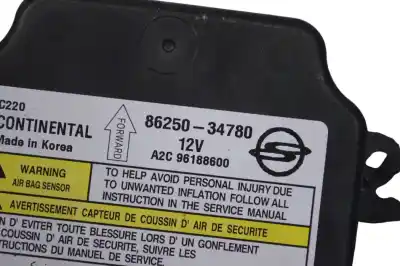 C220
CONTINENTAL
Made in Korea
FORWARD
86250-34780
12V
A2C 96188600
WARNING
AIR BAG SENSOR
TO HELP AVOID PERSONAL INJURY DUE
TO UNWANTED INFLATION FOLLOW ALL
INSTRUCTION IN THE SERVICE MANUAL
AVERTISSEMENT CAPTEUR DE COUSSIN D'AIR DE SECURITE
D'EVITER TOUTE BLESSURE LORS D'UN GONFLEMENT
COUSSIN D'AIR DE SECURITE, SUIVRE LES
DU MANUEL DE